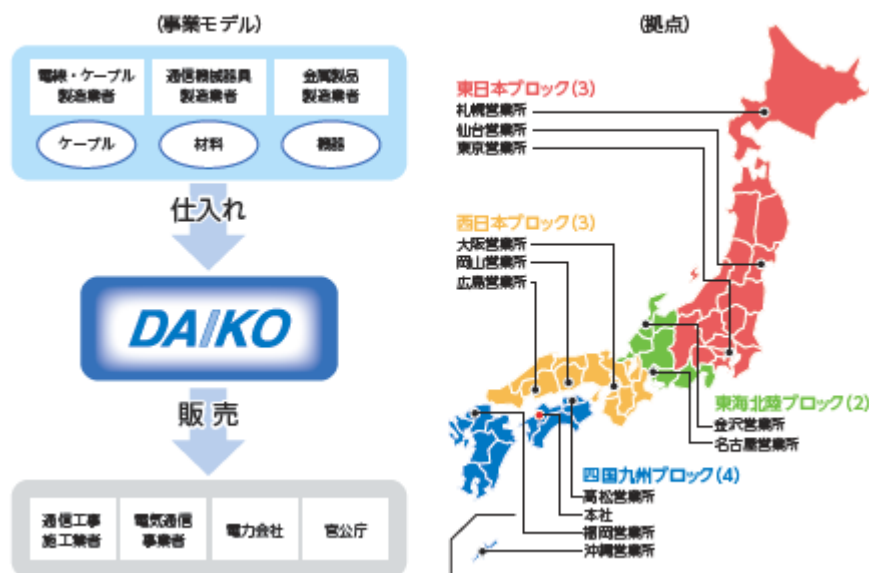 (事業モデル)
電線・ケーブル
製造業者
通信機械器具
製造業者
金属製品
製造業者
ケーブル
材料
機器
仕入れ
DAIKO
販売
通信工事
施工業者
電気通信
事業者
電力会社
官公庁
(拠点)
東日本ブロック(3)
札幌営業所
仙台営業所
東京営業所
西日本ブロック(3)
大阪営業所
岡山営業所
広島営業所
東海北陸ブロック(2)
金沢営業所
名古屋営業所
四国九州ブロック(4)
高松営業所
本社
福岡営業所
沖縄営業所